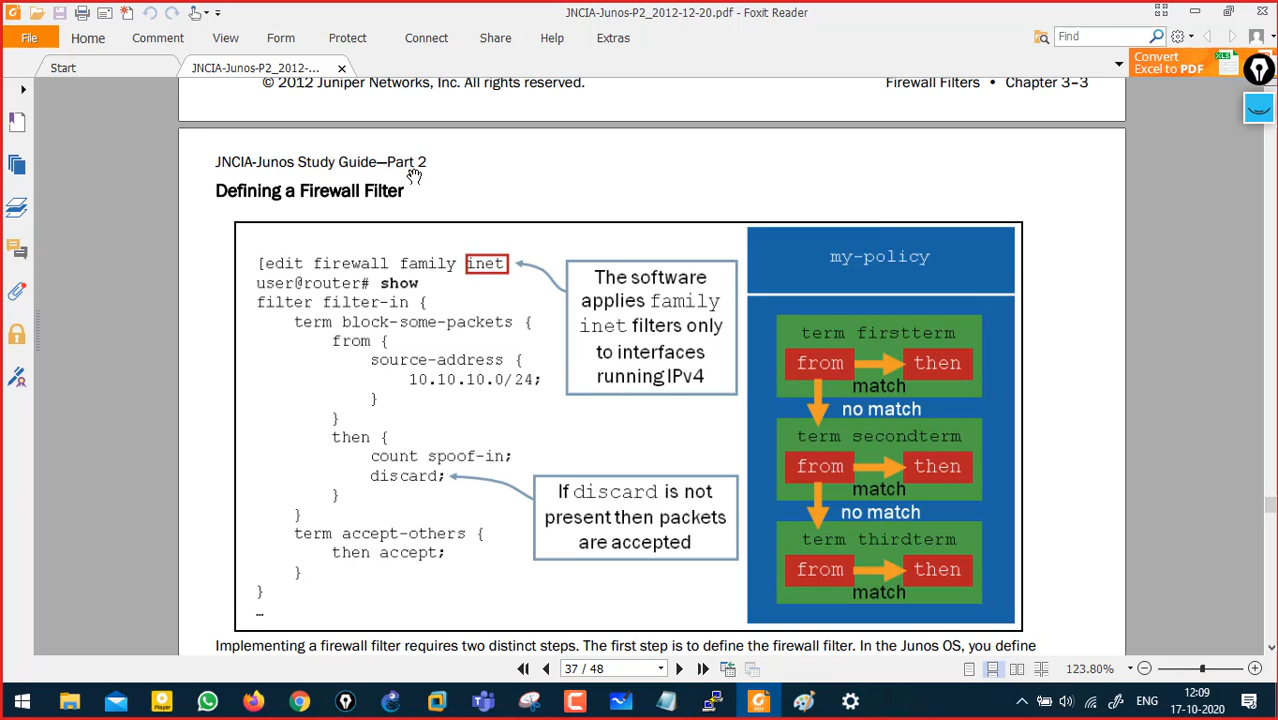 JNCIA-Junos-P2_2012-12-20.pdf - Foxit Reader
File Home Comment View Form Protect Connect Share Help Extras Find
Start JNCIA-Junos-P2_2012-... Convert
Excel to PDF
XLS
© 2012 Juniper Networks, Inc. All rights reserved. Firewall Filters • Chapter 3–3
JNCIA-Junos Study Guide—Part 2
Defining a Firewall Filter
[edit firewall family inet
user@router# show
filter filter-in {
term block-some-packets {
from {
source-address {
10.10.10.0/24;
}
}
then {
count spoof-in;
discard;
}
}
term accept-others {
then accept;
}
}
…
The software
applies family
inet filters only
to interfaces
running IPv4
If discard is not
present then packets
are accepted
my-policy
term firstterm
from then
match
no match
term secondterm
from then
match
no match
term thirdterm
from then
match
Implementing a firewall filter requires two distinct steps. The first step is to define the firewall filter. In the Junos OS, you define
37 / 48 123.80%
Player
PDF
ENG 12:09
17-10-2020